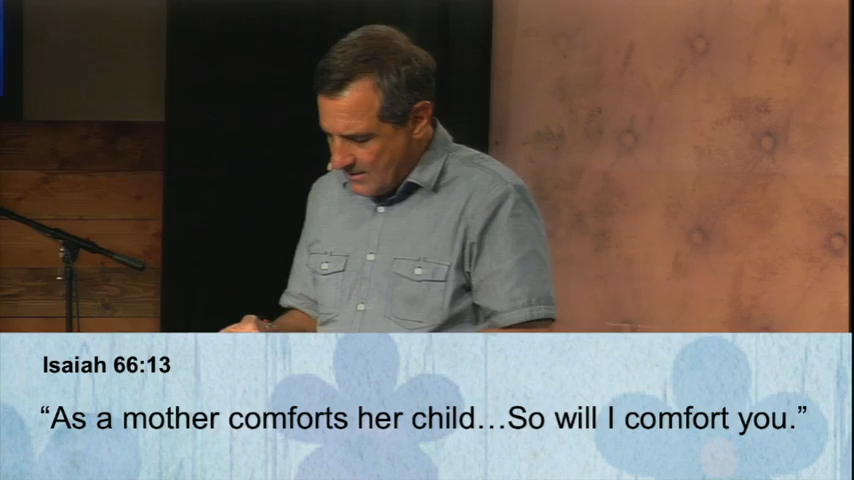 Isaiah 66:13
“As a mother comforts her child…So will I comfort you.”